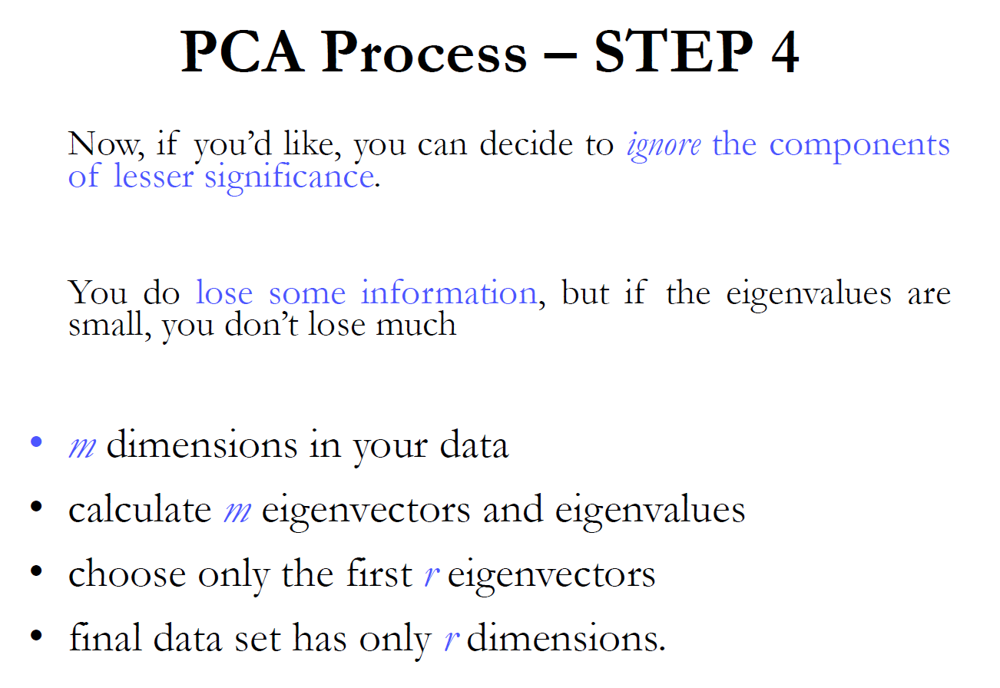 PCA Process – STEP 4
Now, if you’d like, you can decide to ignore the components
of lesser significance.
You do lose some information, but if the eigenvalues are
small, you don’t lose much
• m dimensions in your data
• calculate m eigenvectors and eigenvalues
• choose only the first r eigenvectors
• final data set has only r dimensions.